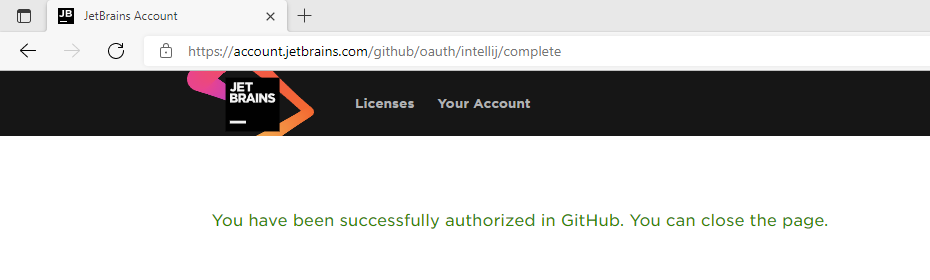 JB
JetBrains Account
https://account.jetbrains.com/github/oauth/intellij/complete
JET
BRAINS
Licenses Your Account
You have been successfully authorized in GitHub. You can close the page.